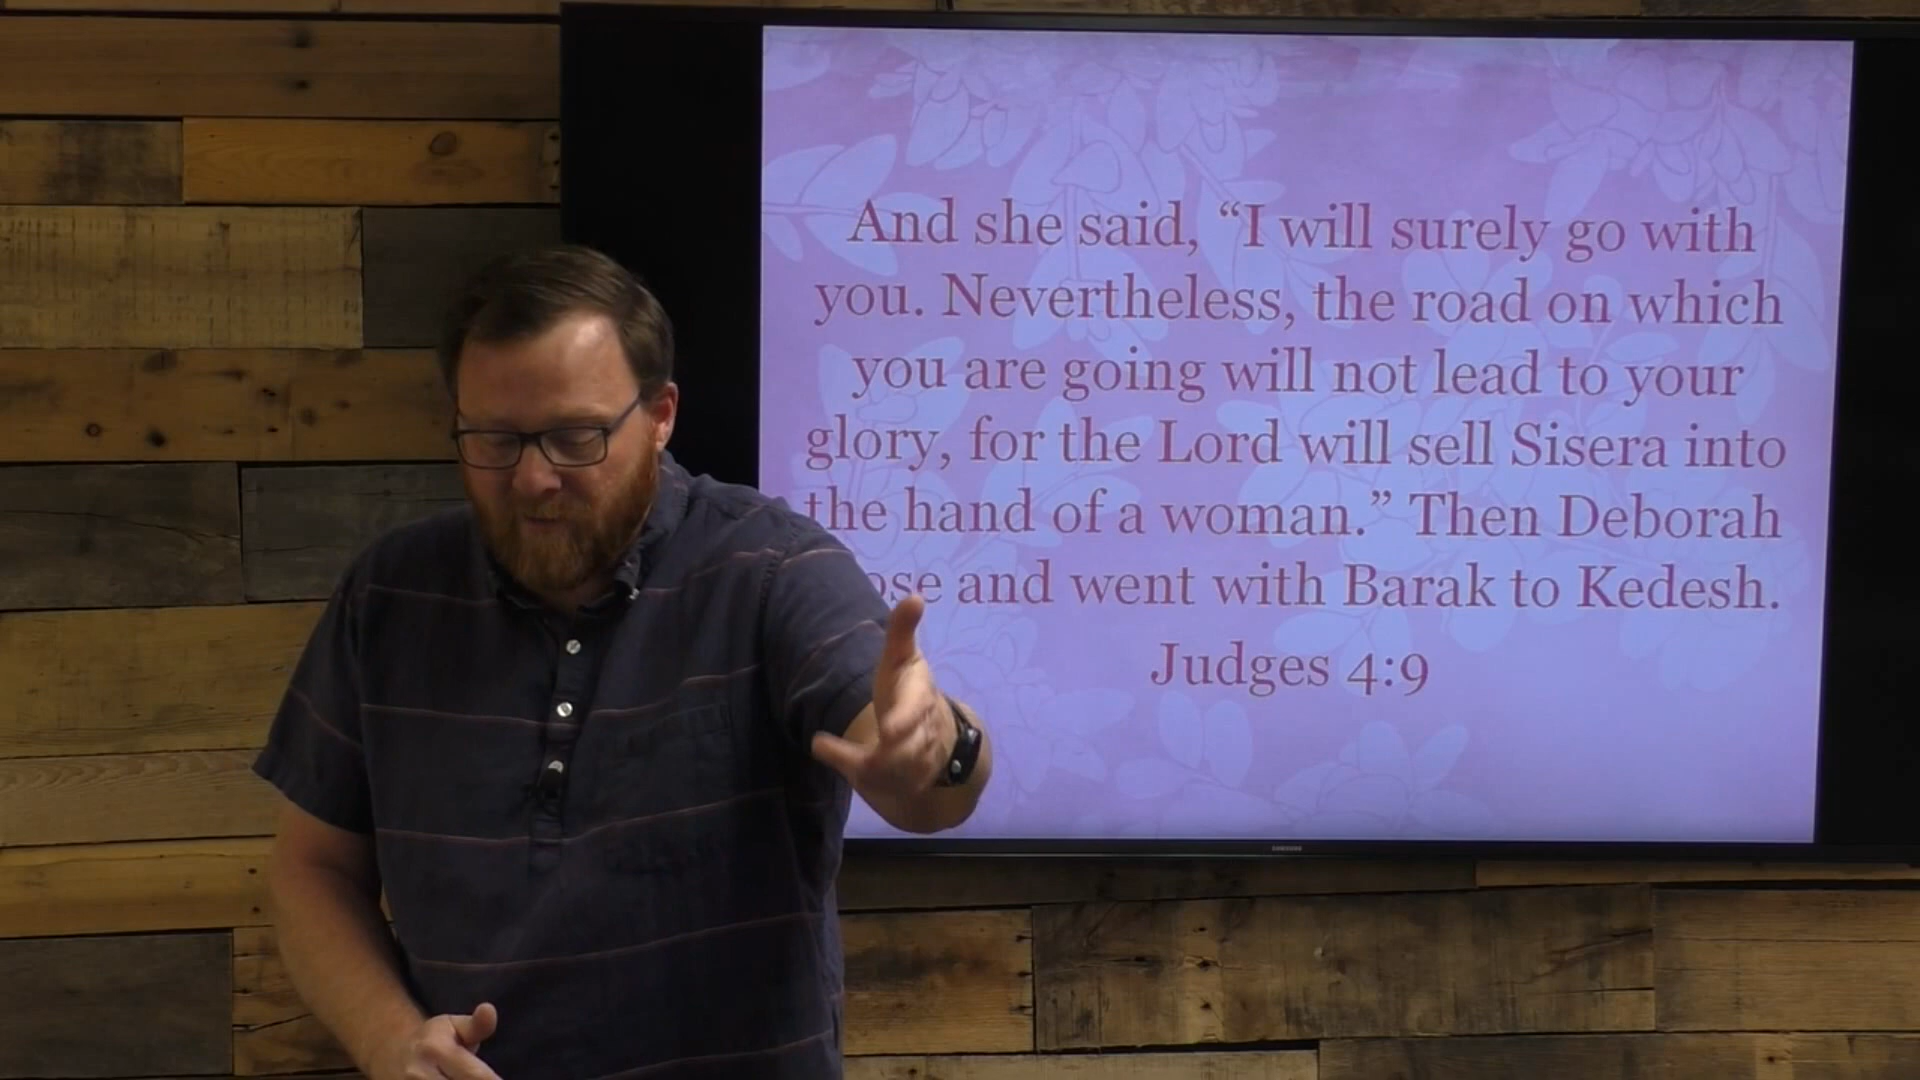 And she said, “I will surely go with
you. Nevertheless, the road on which
you are going will not lead to your
glory, for the Lord will sell Sisera into
the hand of a woman.” Then Deborah
ose and went with Barak to Kedesh.
Judges 4:9
SAMSUNG